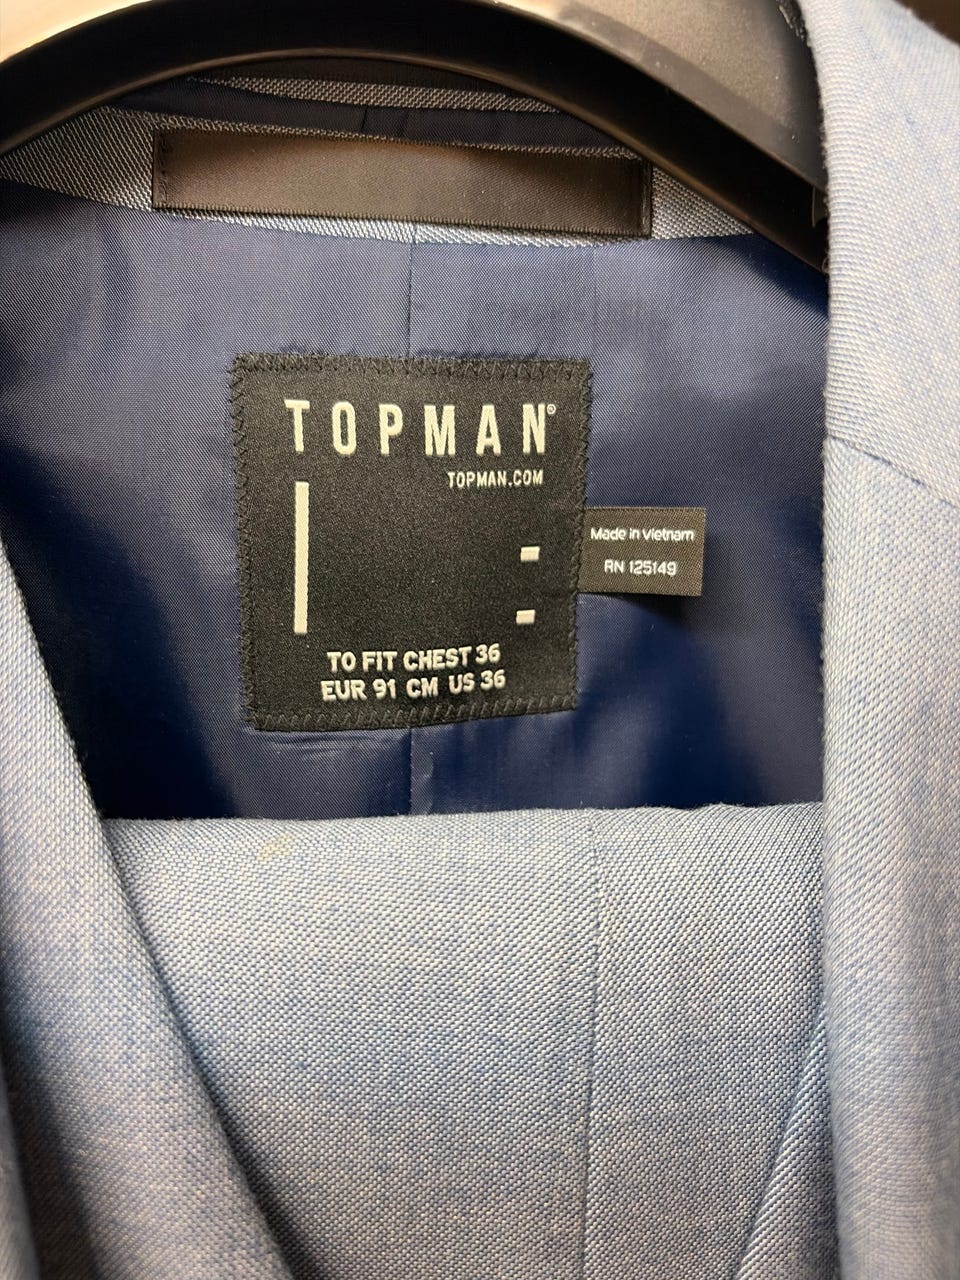 TOPMAN®
TOPMAN.COM
Made in Vietnam
RN 125149
TO FIT CHEST 36
EUR 91 CM US 36